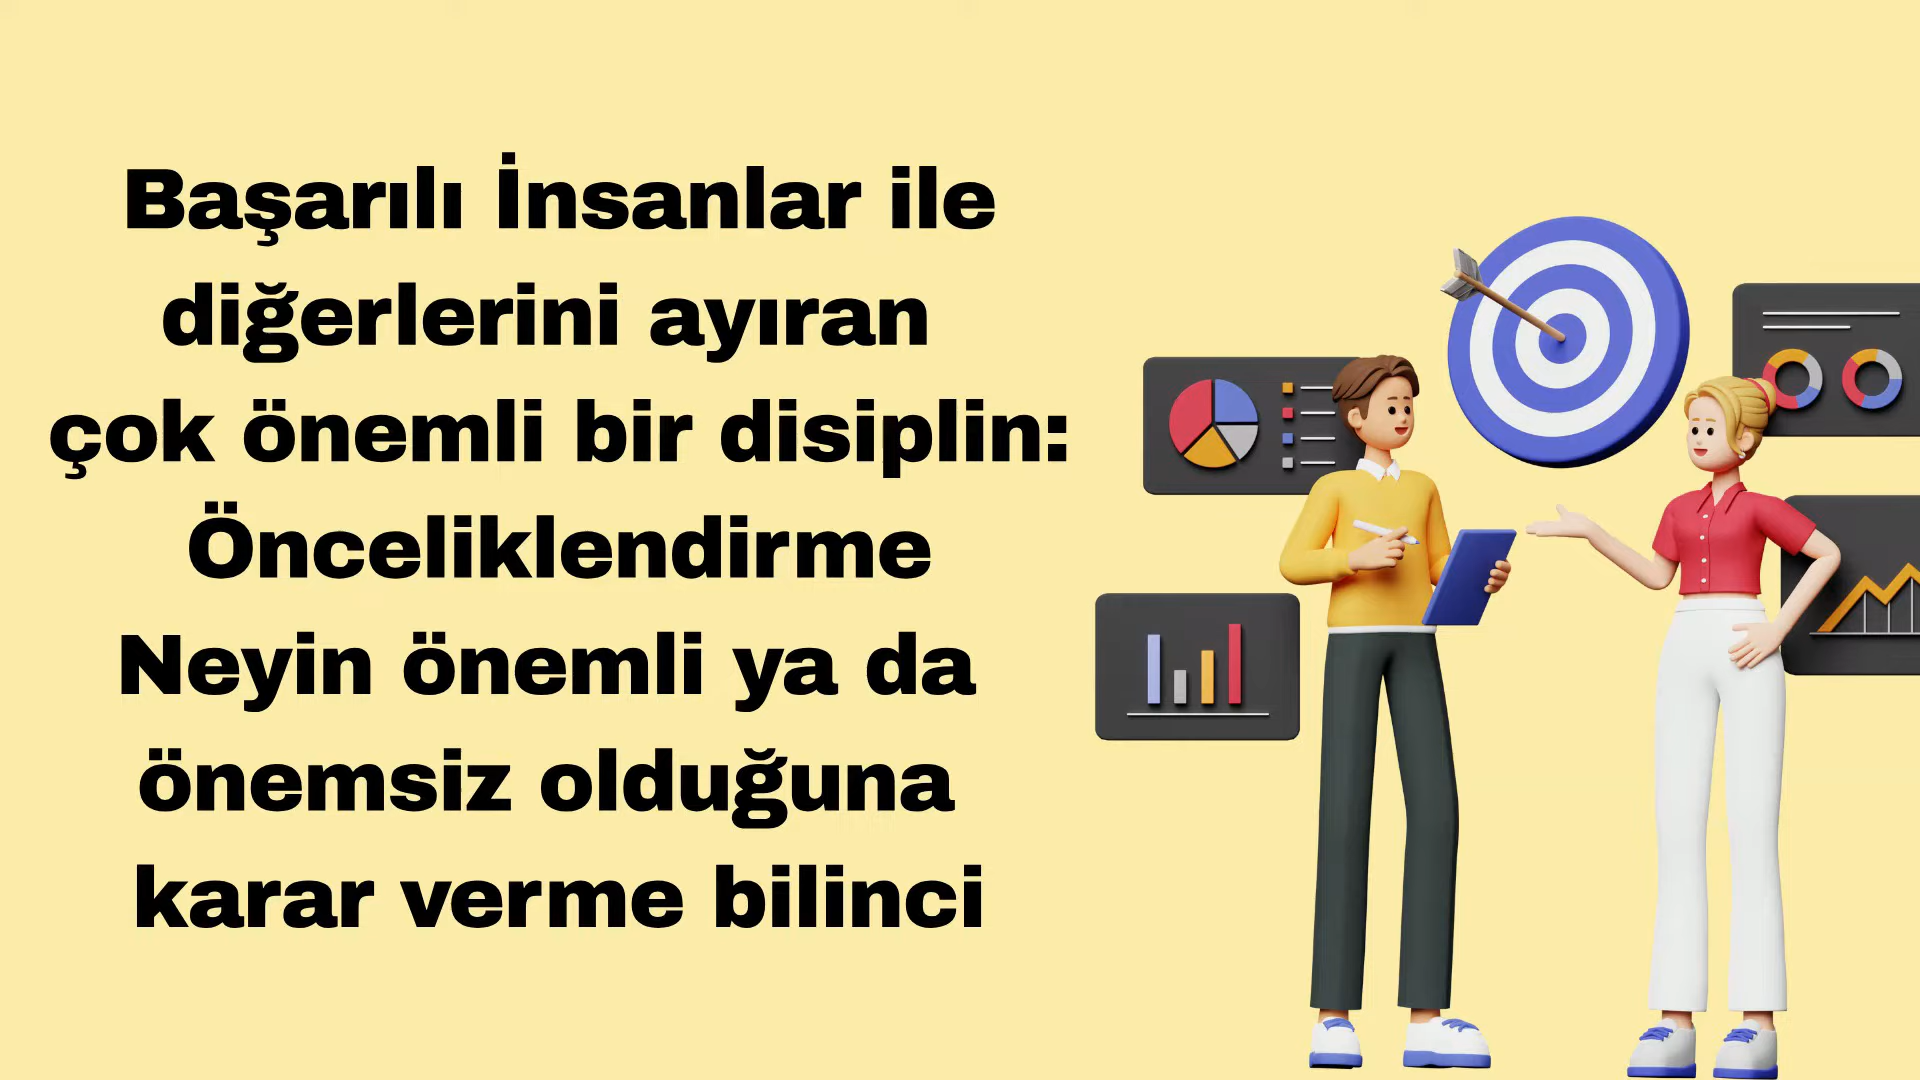 Başarılı İnsanlar ile
diğerlerini ayıran
çok önemli bir disiplin:
Önceliklendirme
Neyin önemli ya da
önemsiz olduğuna
karar verme bilinci